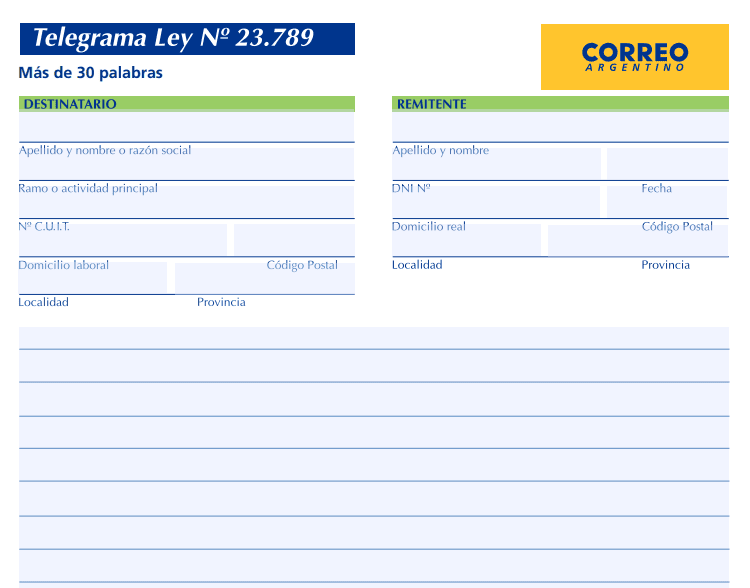 Telegrama Ley Nº 23.789
CORREO
ARGENTINO
Más de 30 palabras
DESTINATARIO
Apellido y nombre o razón social
Ramo o actividad principal
Nº C.U.I.T.
Domicilio laboral Código Postal
Localidad Provincia
REMITENTE
Apellido y nombre
DNI Nº Fecha
Domicilio real Código Postal
Localidad Provincia